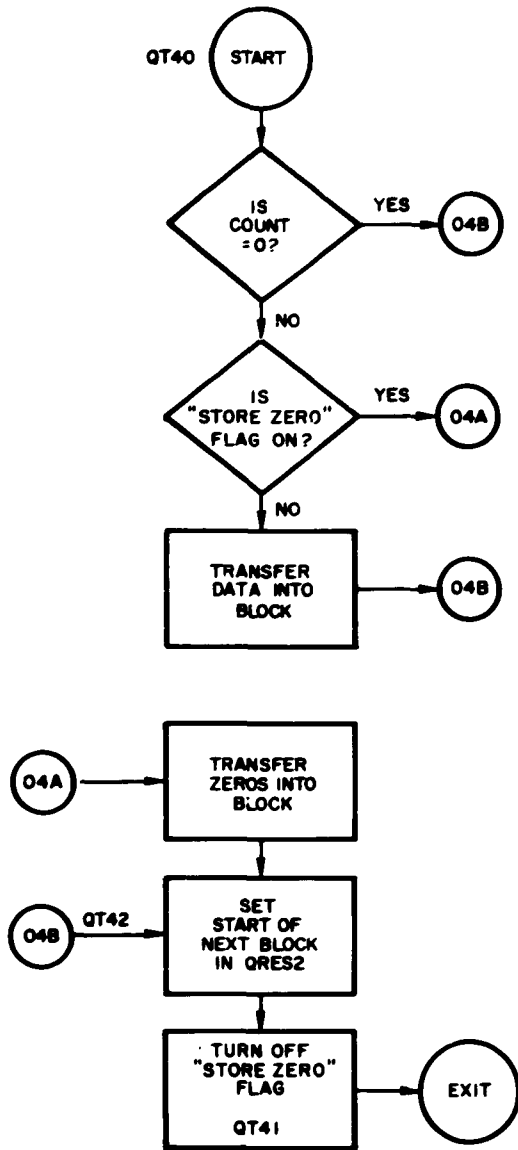 QT40
START
IS
COUNT
=0?
YES
04B
NO
IS
"STORE ZERO"
FLAG ON?
YES
04A
NO
TRANSFER
DATA INTO
BLOCK
04B
04A
TRANSFER
ZEROS INTO
BLOCK
04B
QT42
SET
START OF
NEXT BLOCK
IN QRES2
TURN OFF
"STORE ZERO"
FLAG
QT41
EXIT